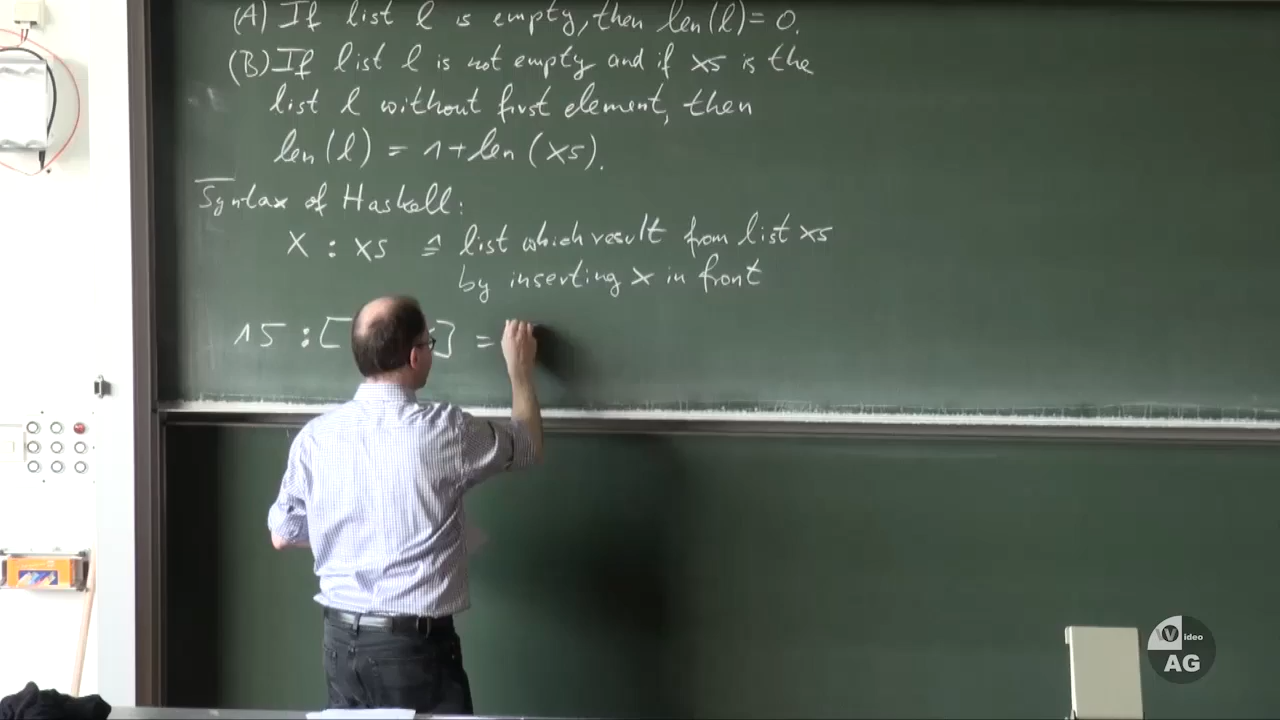 (A) If list l is empty, then len(l) = 0.
(B) If list l is not empty and if xs is the
list l without first element, then
len(l) = 1+len(xs).
Syntax of Haskell:
x : xs ≙ list which result from list xs
by inserting x in front
15 : [ ] =
Video
AG